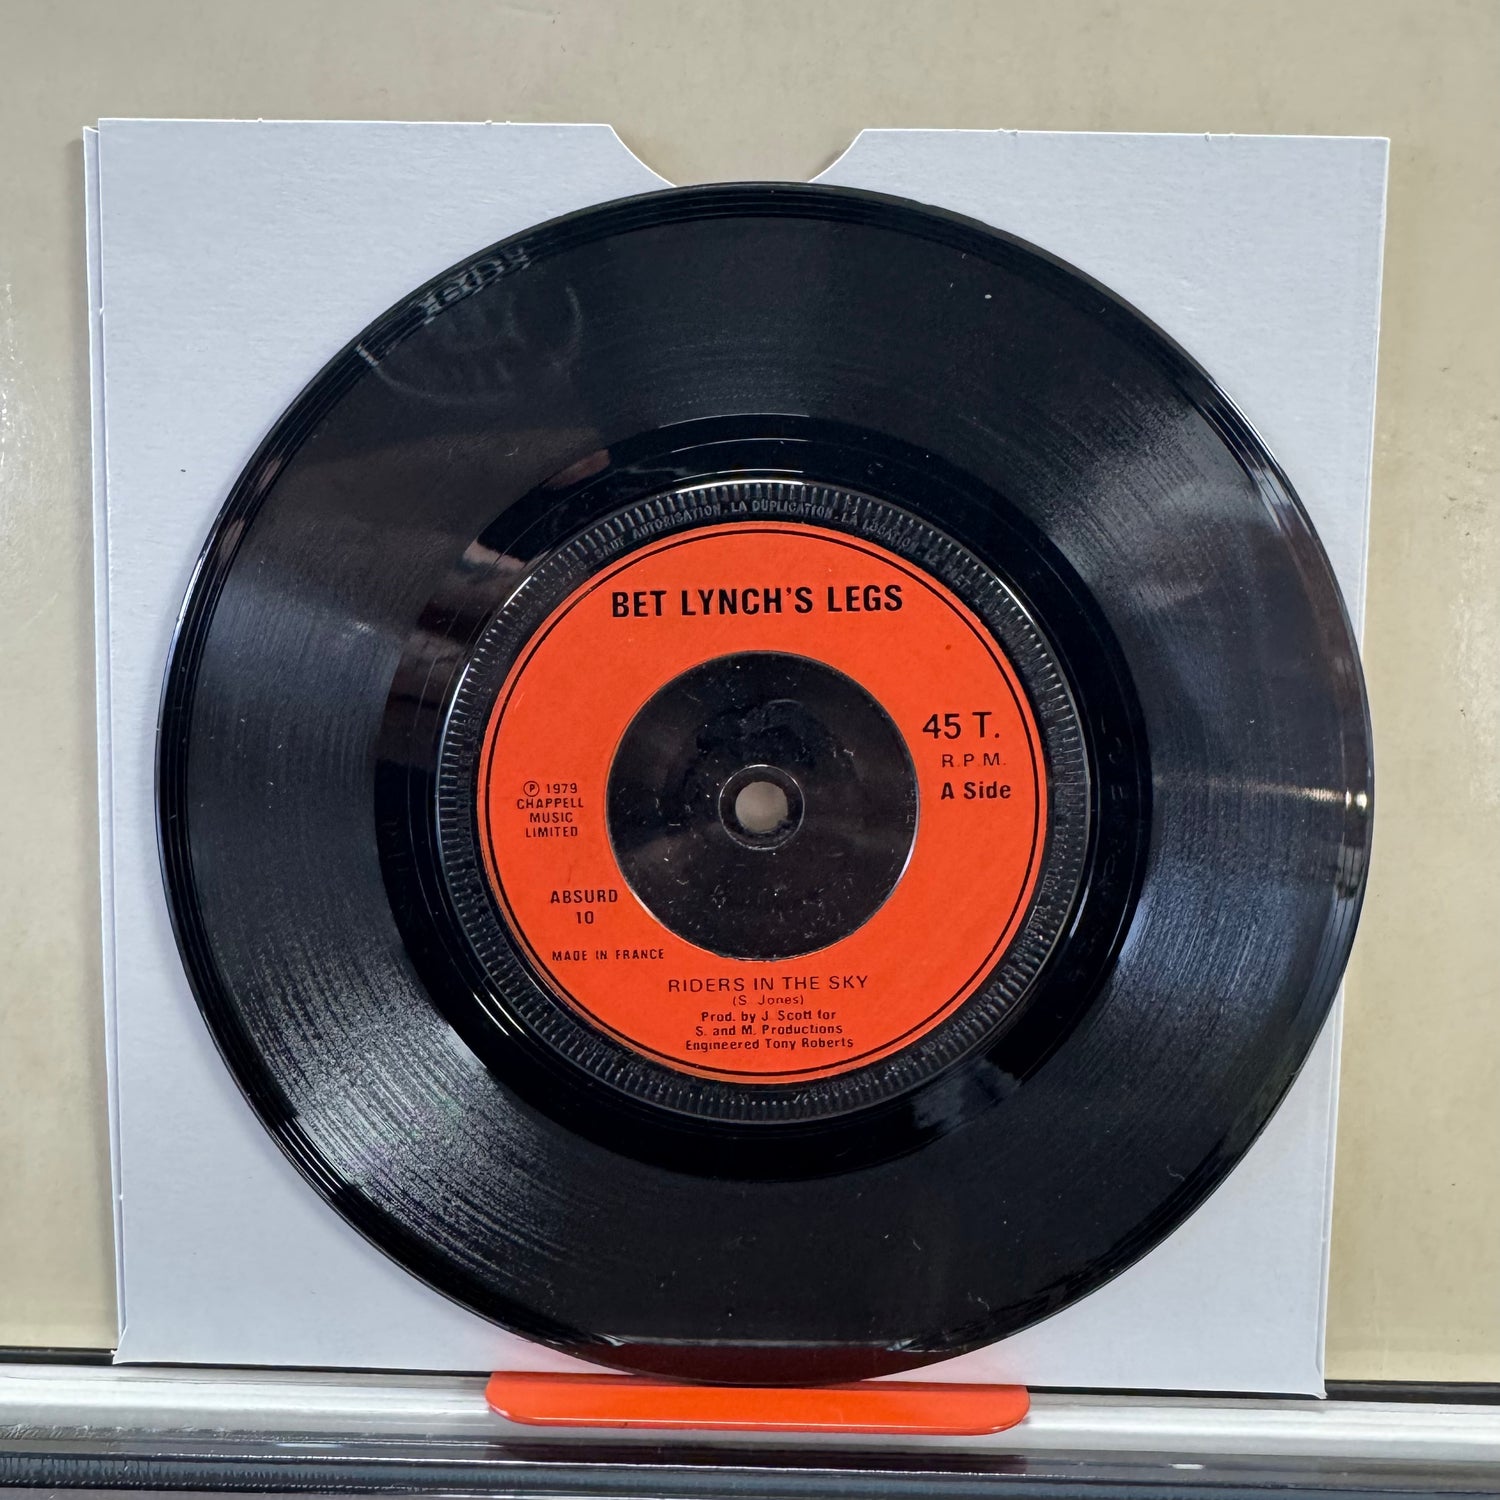 SAUF AUTORISATION. LA DUPLICATION. LA LOCATION.
BET LYNCH'S LEGS
45 T.
R.P.M.
A Side
Ⓟ 1979
CHAPPELL
MUSIC
LIMITED
ABSURD
10
MADE IN FRANCE
RIDERS IN THE SKY
(S. Jones)
Prod. by J. Scott for
S. and M. Productions
Engineered Tony Roberts